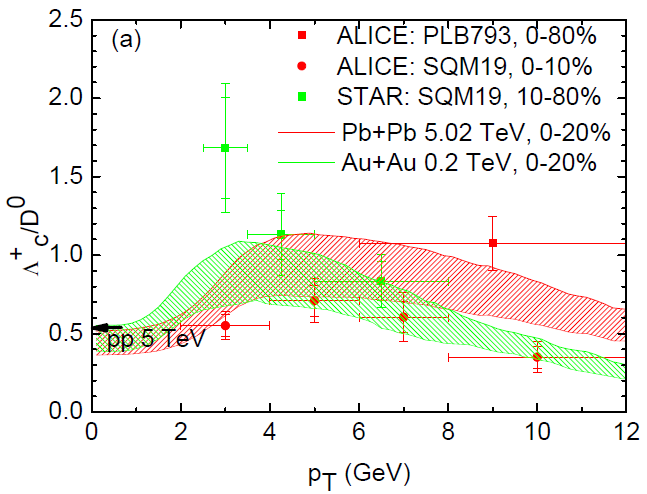 (a)
ALICE: PLB793, 0-80%
ALICE: SQM19, 0-10%
STAR: SQM19, 10-80%
Pb+Pb 5.02 TeV, 0-20%
Au+Au 0.2 TeV, 0-20%
Λ⁺c/D⁰
2.5
2.0
1.5
1.0
0.5
0.0
pp 5 TeV
0 2 4 6 8 10 12
pT (GeV)